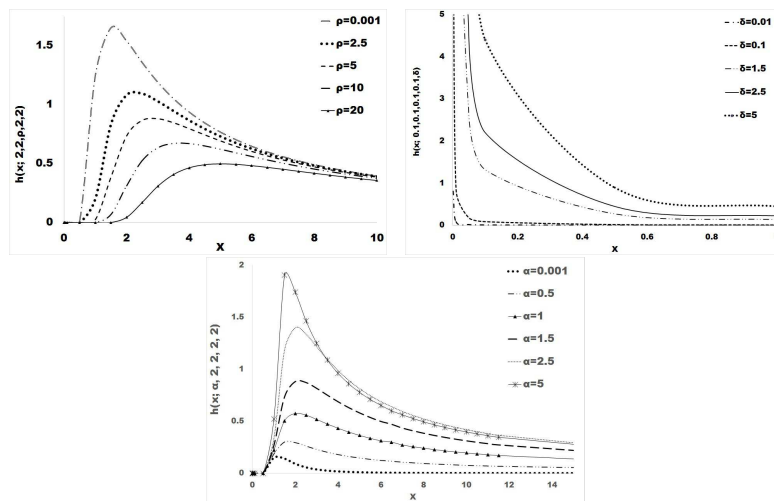 h(x; 2,2,ρ,2,2)
1.5
1
0.5
0
0 2 4 6 8 10
X
ρ=0.001
ρ=2.5
ρ=5
ρ=10
ρ=20
h(x; 0.1,0.1,0.1,0.1,δ)
5
4
3
2
1
0
0 0.2 0.4 0.6 0.8
X
δ=0.01
δ=0.1
δ=1.5
δ=2.5
δ=5
h(x; α, 2, 2, 2, 2)
2
1.5
1
0.5
0
0 2 4 6 8 10 12 14
X
α=0.001
α=0.5
α=1
α=1.5
α=2.5
α=5